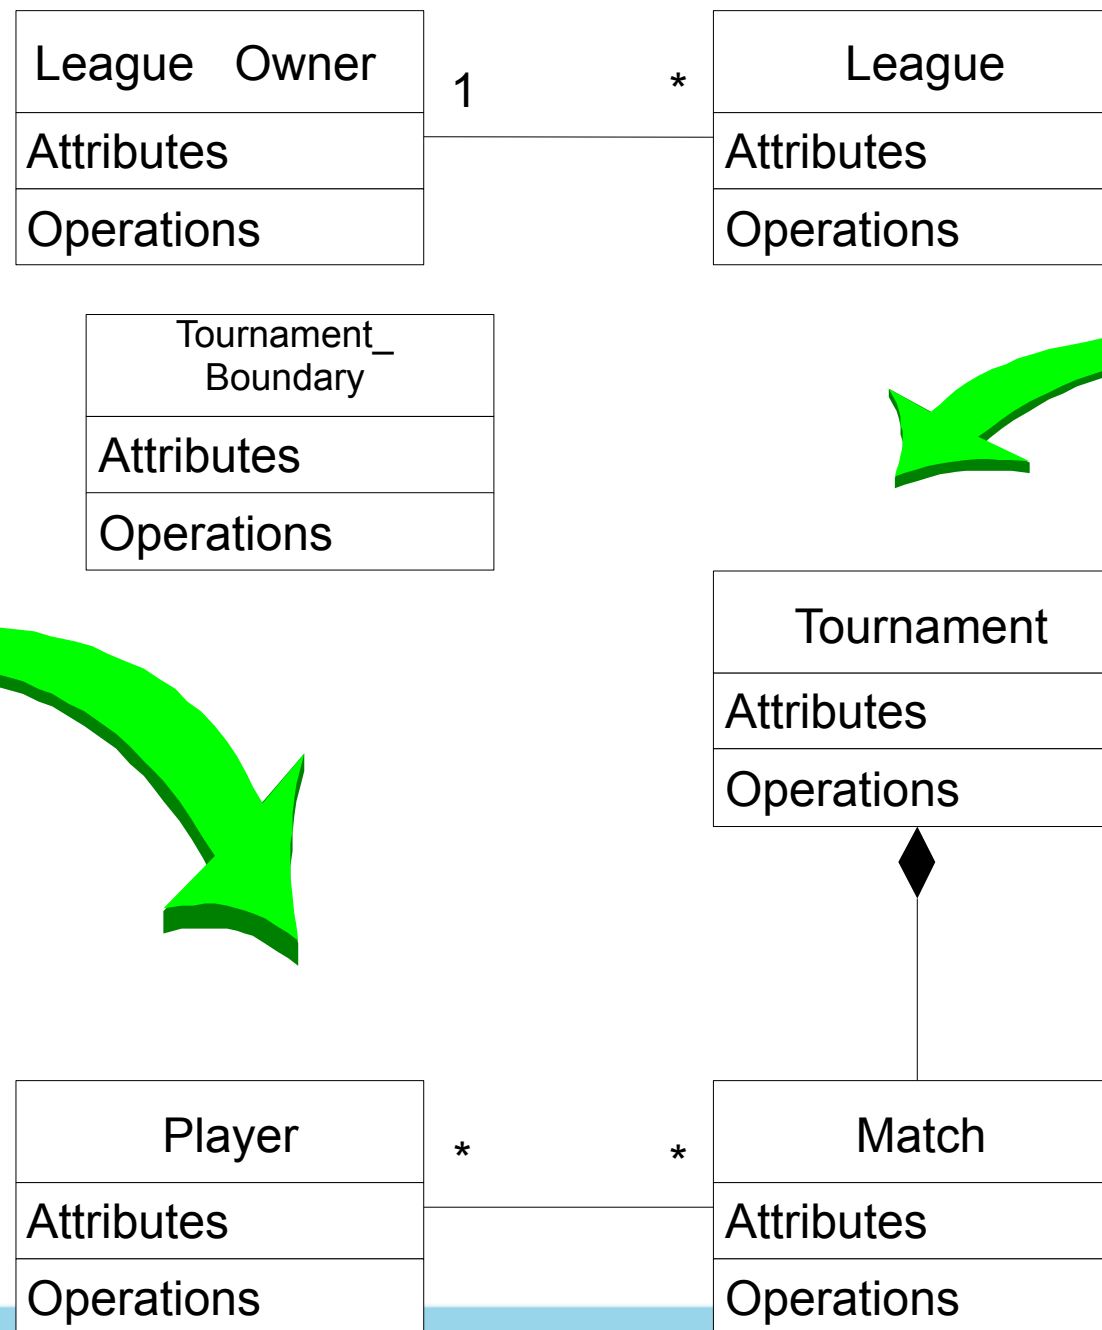 League Owner
1
*
League
Attributes
Attributes
Operations
Operations
Tournament_
Boundary
Attributes
Operations
Tournament
Attributes
Operations
Player
*
*
Match
Attributes
Attributes
Operations
Operations